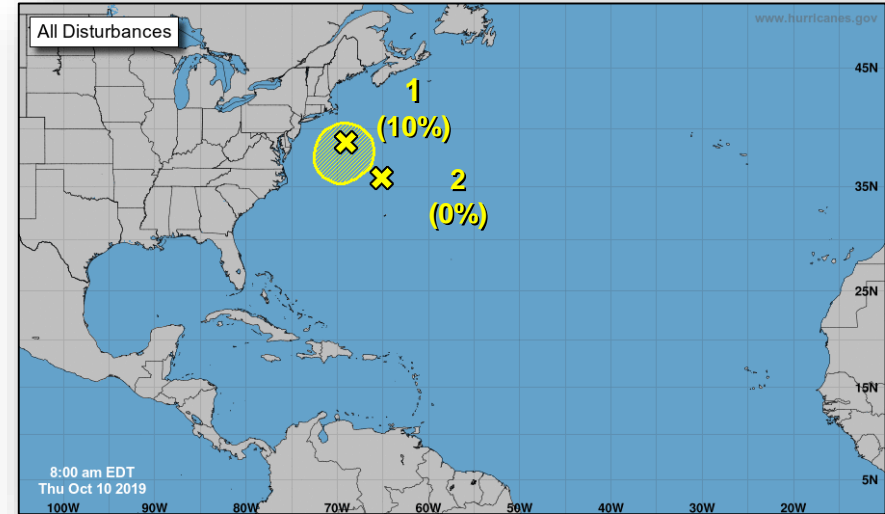 All Disturbances
www.hurricanes.gov
45N
1
(10%)
2
35N
(0%)
25N
15N
8:00 am EDT
5N
Thu Oct 10 2019
100W 90W 80W 70W 60W 50W 40W 30W 20W